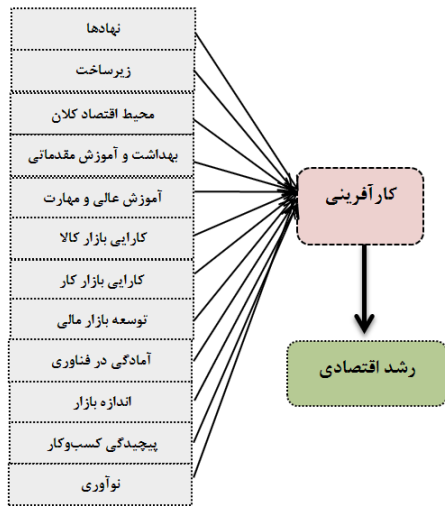 نهادها
زیرساخت
محیط اقتصاد کلان
بهداشت و آموزش مقدماتی
آموزش عالی و مهارت
کارایی بازار کالا
کارایی بازار کار
توسعه بازار مالی
آمادگی در فناوری
اندازه بازار
پیچیدگی کسب‌وکار
نوآوری
کارآفرینی
رشد اقتصادی